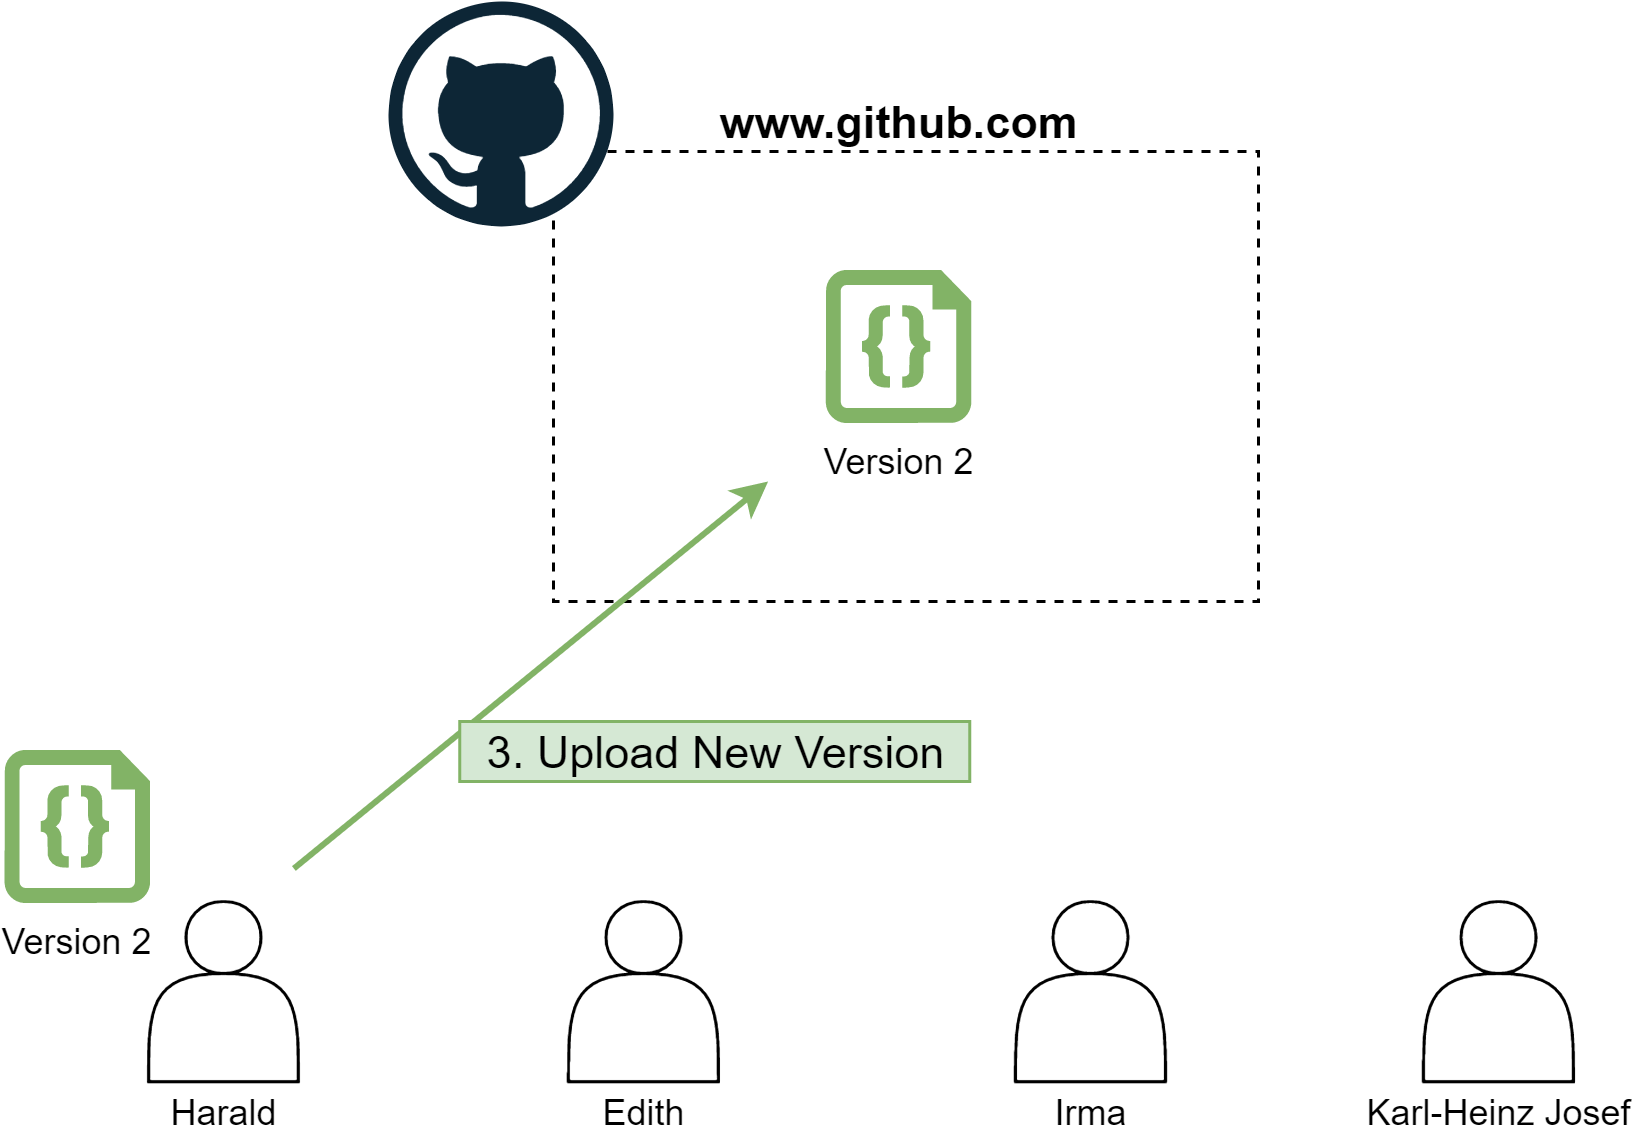 www.github.com
Version 2
3. Upload New Version
Version 2
Harald
Edith
Irma
Karl-Heinz Josef